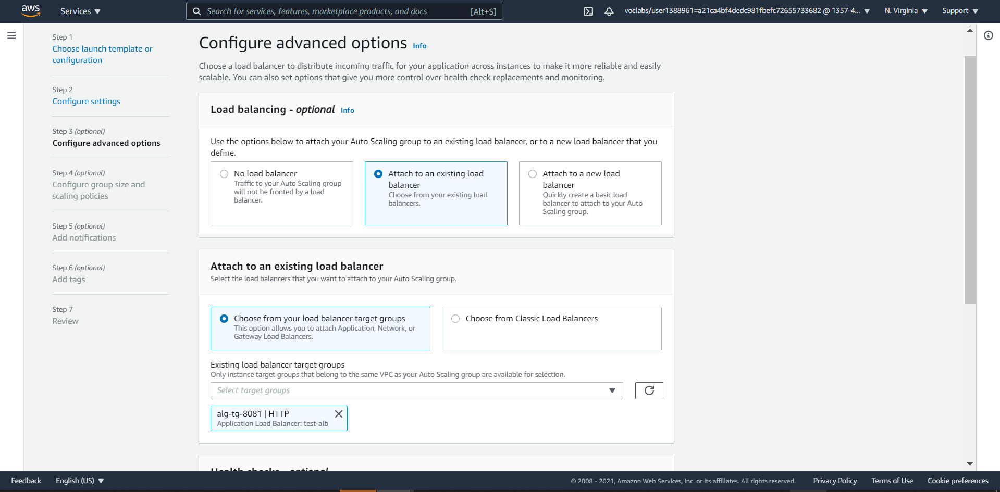 aws
Services
Search for services, features, marketplace products, and docs [Alt+S]
voclabs/user1388961=a21ca4bf4dedc981fbefc72655733682 @ 1357-4...
N. Virginia
Support
Step 1
Choose launch template or
configuration
Step 2
Configure settings
Step 3 (optional)
Configure advanced options
Step 4 (optional)
Configure group size and
scaling policies
Step 5 (optional)
Add notifications
Step 6 (optional)
Add tags
Step 7
Review
Configure advanced options Info
Choose a load balancer to distribute incoming traffic for your application across instances to make it more reliable and easily
scalable. You can also set options that give you more control over health check replacements and monitoring.
Load balancing - optional Info
Use the options below to attach your Auto Scaling group to an existing load balancer, or to a new load balancer that you
define.
No load balancer
Traffic to your Auto Scaling group
will not be fronted by a load
balancer.
Attach to an existing load
balancer
Choose from your existing load
balancers.
Attach to a new load
balancer
Quickly create a basic load
balancer to attach to your Auto
Scaling group.
Attach to an existing load balancer
Select the load balancers that you want to attach to your Auto Scaling group.
Choose from your load balancer target groups
This option allows you to attach Application, Network, or
Gateway Load Balancers.
Choose from Classic Load Balancers
Existing load balancer target groups
Only instance target groups that belong to the same VPC as your Auto Scaling group are available for selection.
Select target groups
alg-tg-8081 | HTTP
Application Load Balancer: test-alb
Health checks - optional
Feedback
English (US)
© 2008 - 2021, Amazon Web Services, Inc. or its affiliates. All rights reserved.
Privacy Policy
Terms of Use
Cookie preferences